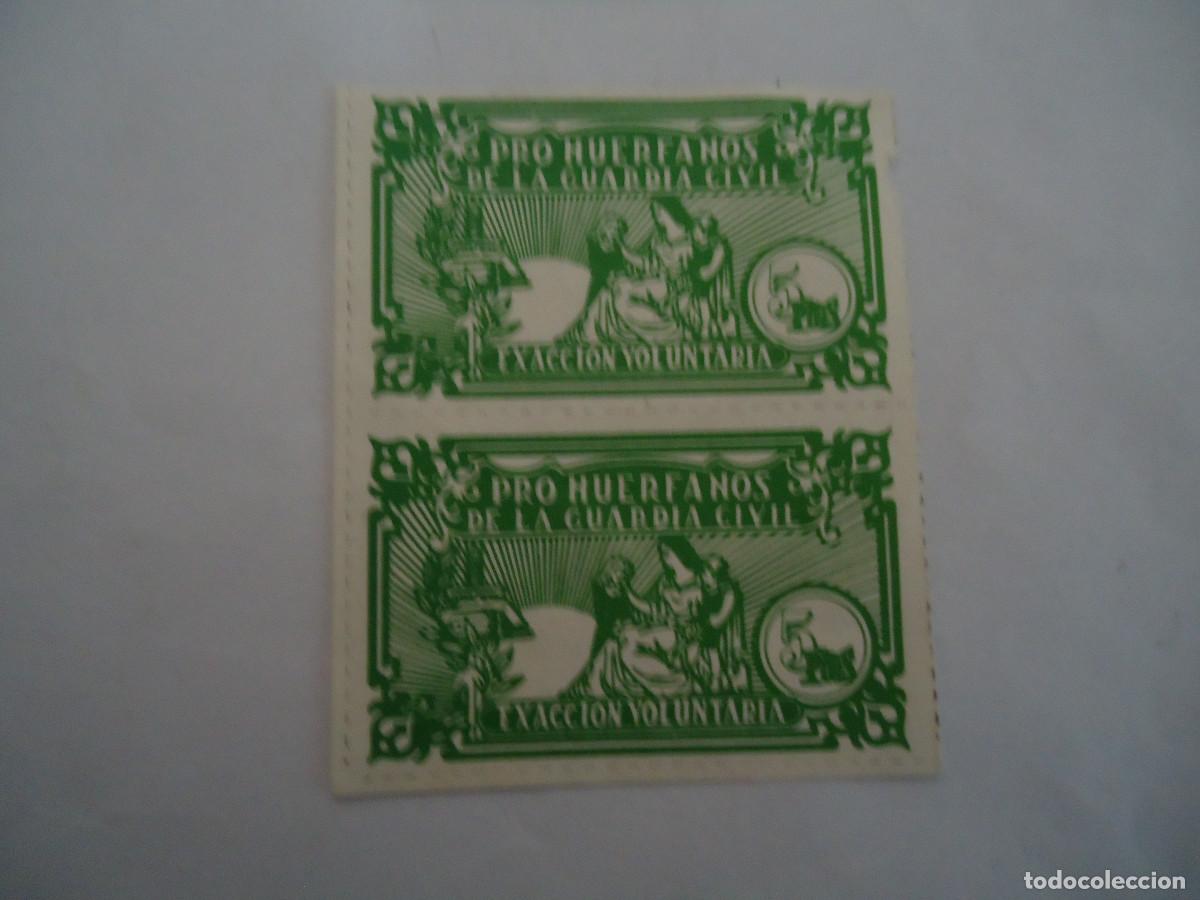 PRO HUERFANOS
DE LA GUARDIA CIVIL
5
PTAS
EXACCION VOLUNTARIA
PRO HUERFANOS
DE LA GUARDIA CIVIL
5
PTAS
EXACCION VOLUNTARIA
todocoleccion